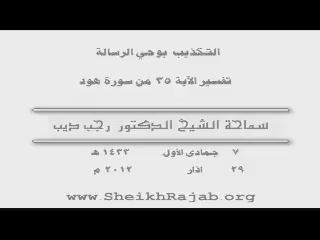 التكذيب بوحي الرسالة
تفسير الآية ٣٥ من سورة هود
سماحة الشيخ الدكتور رجب ديب
٧ جمادى الأول ١٤٣٣ هـ
٢٩ اذار ٢٠١٢ م
www.SheikhRajab.org